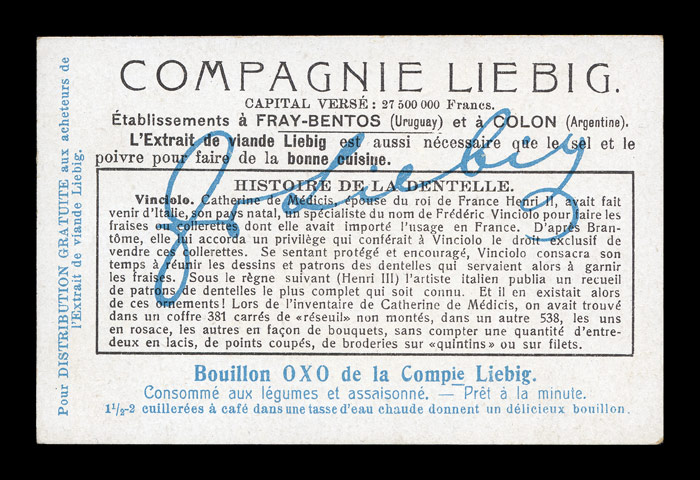 COMPAGNIE LIEBIG.
CAPITAL VERSÉ : 27 500 000 Francs.
Établissements à FRAY-BENTOS (Uruguay) et à COLON (Argentine).
L'Extrait de viande Liebig est aussi nécessaire que le sel et le
poivre pour faire de la bonne cuisine.
HISTOIRE DE LA DENTELLE.
Vinciolo. Catherine de Médicis, épouse du roi de France Henri II, avait fait
venir d'Italie, son pays natal, un spécialiste du nom de Frédéric Vinciolo pour faire les
fraises ou collerettes dont elle avait importé l'usage en France. D'après Bran-
tôme, elle lui accorda un privilège qui conférait à Vinciolo le droit exclusif de
vendre ces collerettes. Se sentant protégé et encouragé, Vinciolo consacra son
temps à réunir les dessins et patrons des dentelles qui servaient alors à garnir
les fraises. Sous le règne suivant (Henri III) l'artiste italien publia un recueil
de patrons de dentelles le plus complet qui soit connu. Et il en existait alors
de ces ornements! Lors de l'inventaire de Catherine de Médicis, on avait trouvé
dans un coffre 381 carrés de «réseuil» non montés, dans un autre 538, les uns
en rosace, les autres en façon de bouquets, sans compter une quantité d'entre-
deux en lacis, de points coupés, de broderies sur «quintins» ou sur filets.
Bouillon OXO de la Compie Liebig.
Consommé aux légumes et assaisonné. — Prêt à la minute.
1½-2 cuillerées à café dans une tasse d'eau chaude donnent un délicieux bouillon.
Pour DISTRIBUTION GRATUITE aux acheteurs de
l'Extrait de viande Liebig.
J v Liebig